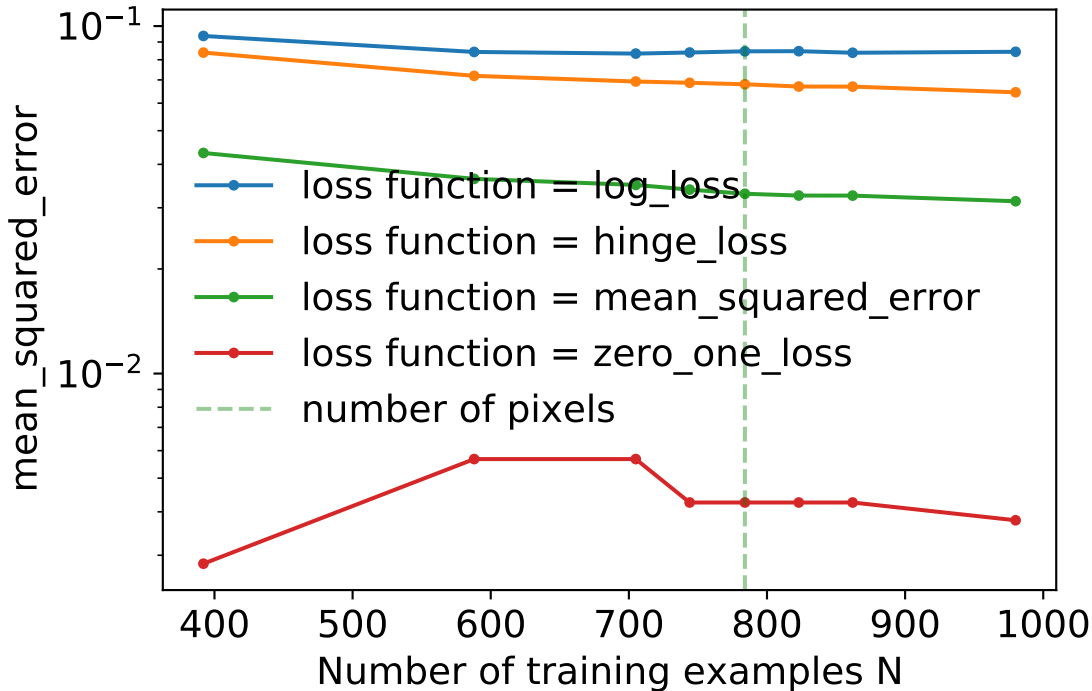 10⁻¹
10⁻²
mean_squared_error
loss function = log_loss
loss function = hinge_loss
loss function = mean_squared_error
loss function = zero_one_loss
number of pixels
400 500 600 700 800 900 1000
Number of training examples N